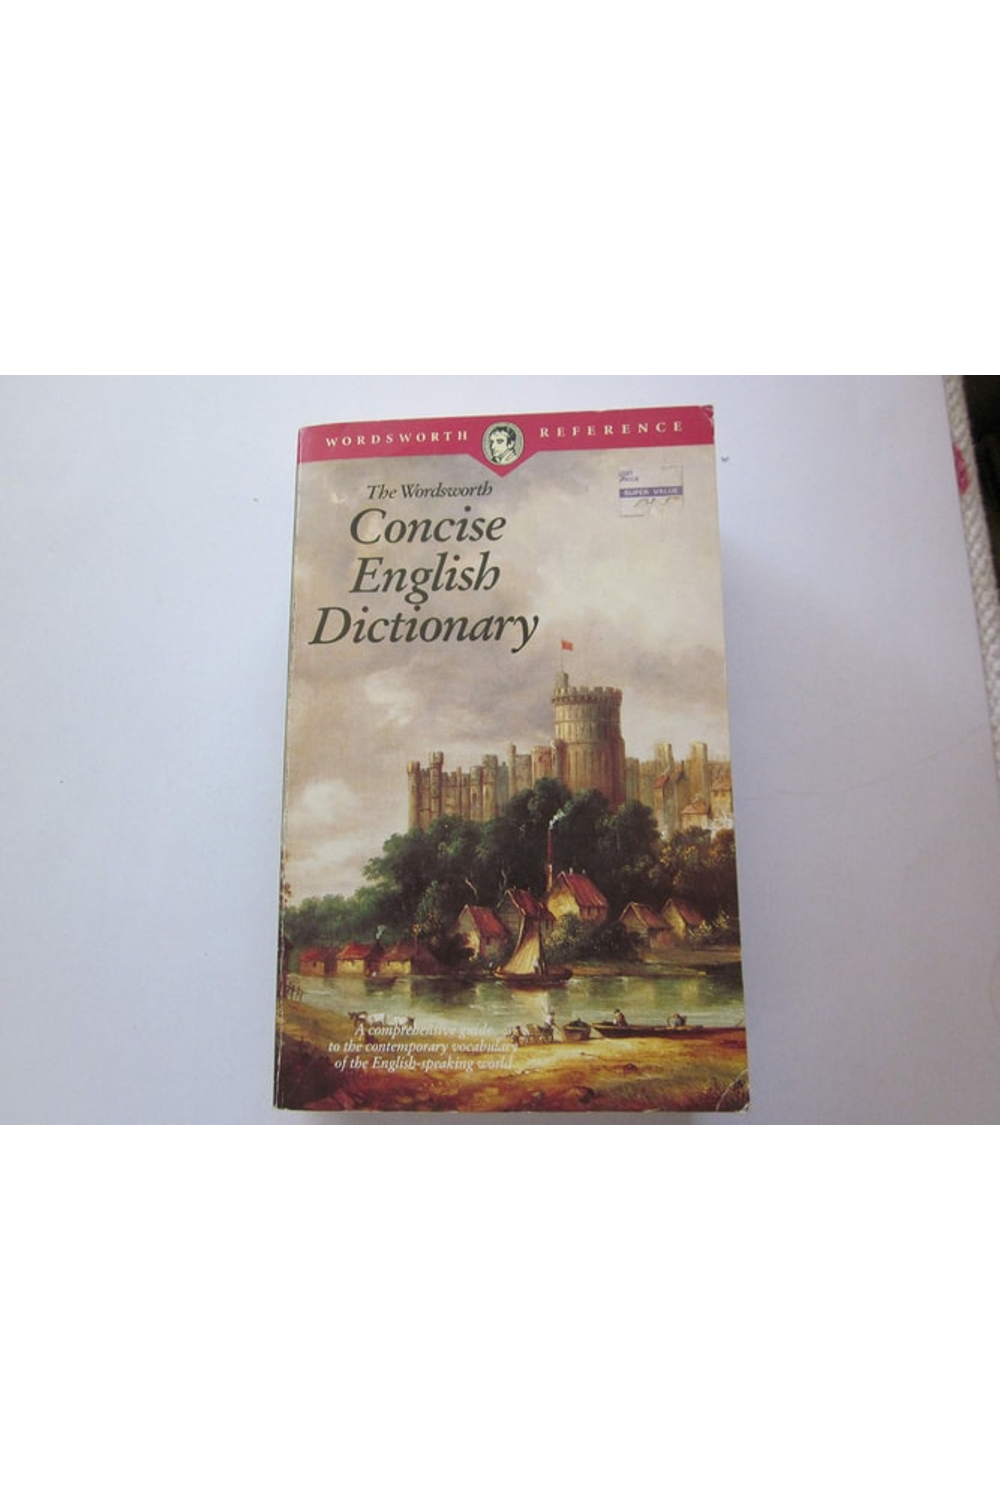 WORDSWORTH REFERENCE
The Wordsworth
Concise
English
Dictionary
SUPER VALUE
A comprehensive guide
to the contemporary vocabulary
of the English-speaking world